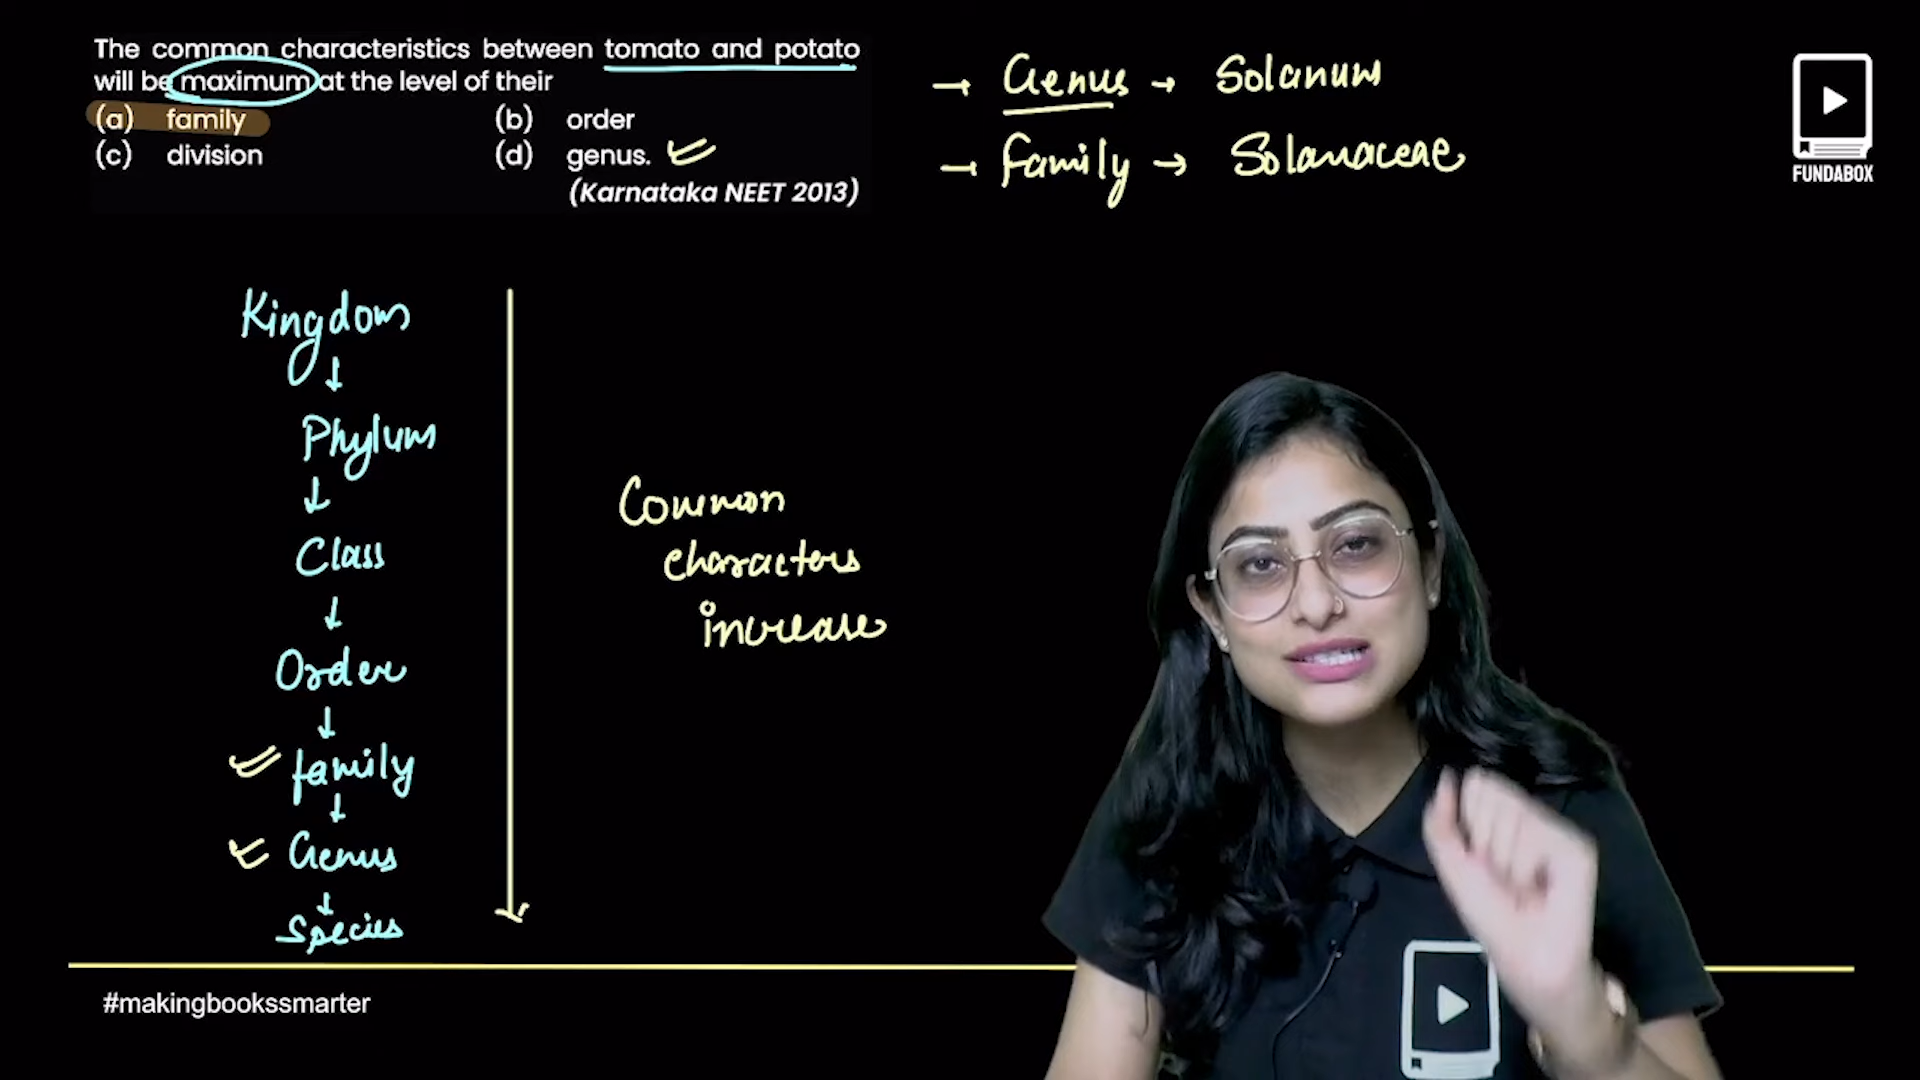 The common characteristics between tomato and potato
will be maximum at the level of their
(a) family (b) order
(c) division (d) genus.
(Karnataka NEET 2013)
→ Genus → Solanum
→ Family → Solanaceae
FUNDABOX
Kingdom
↓
Phylum
↓
Class
↓
Order
↓
family
↓
Genus
↓
Species
Common
characters
increase
#makingbookssmarter